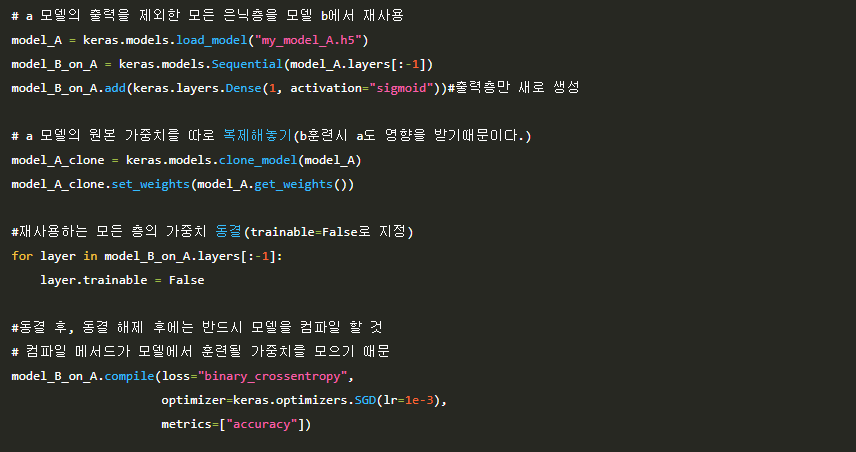 # a 모델의 출력을 제외한 모든 은닉층을 모델 b에서 재사용
model_A = keras.models.load_model("my_model_A.h5")
model_B_on_A = keras.models.Sequential(model_A.layers[:-1])
model_B_on_A.add(keras.layers.Dense(1, activation="sigmoid"))#출력층만 새로 생성
# a 모델의 원본 가중치를 따로 복제해놓기(b훈련시 a도 영향을 받기때문이다.)
model_A_clone = keras.models.clone_model(model_A)
model_A_clone.set_weights(model_A.get_weights())
#재사용하는 모든 층의 가중치 동결(trainable=False로 지정)
for layer in model_B_on_A.layers[:-1]:
    layer.trainable = False
#동결 후, 동결 해제 후에는 반드시 모델을 컴파일 할 것
# 컴파일 메서드가 모델에서 훈련될 가중치를 모으기 때문
model_B_on_A.compile(loss="binary_crossentropy",
                     optimizer=keras.optimizers.SGD(lr=1e-3),
                     metrics=["accuracy"])